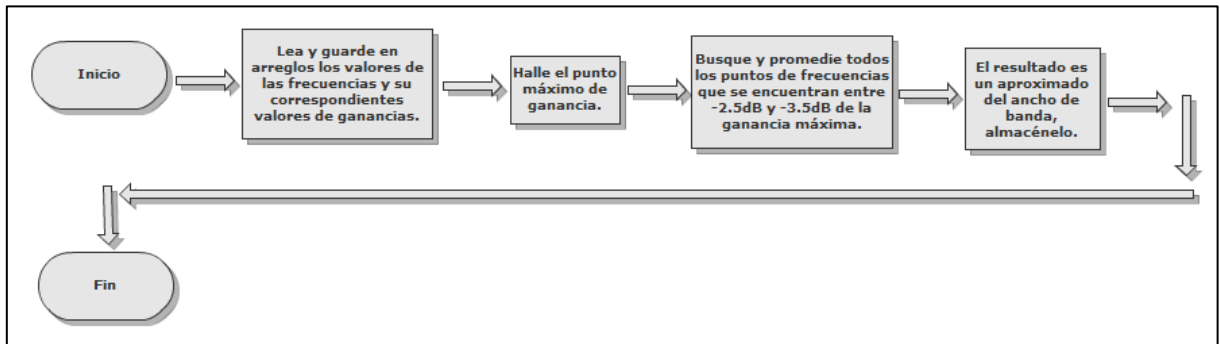 Inicio
Lea y guarde en
arreglos los valores de
las frecuencias y su
correspondientes
valores de ganancias.
Halle el punto
máximo de
ganancia.
Busque y promedie todos
los puntos de frecuencias
que se encuentran entre
-2.5dB y -3.5dB de la
ganancia máxima.
El resultado es
un aproximado
del ancho de
banda,
almacénelo.
Fin